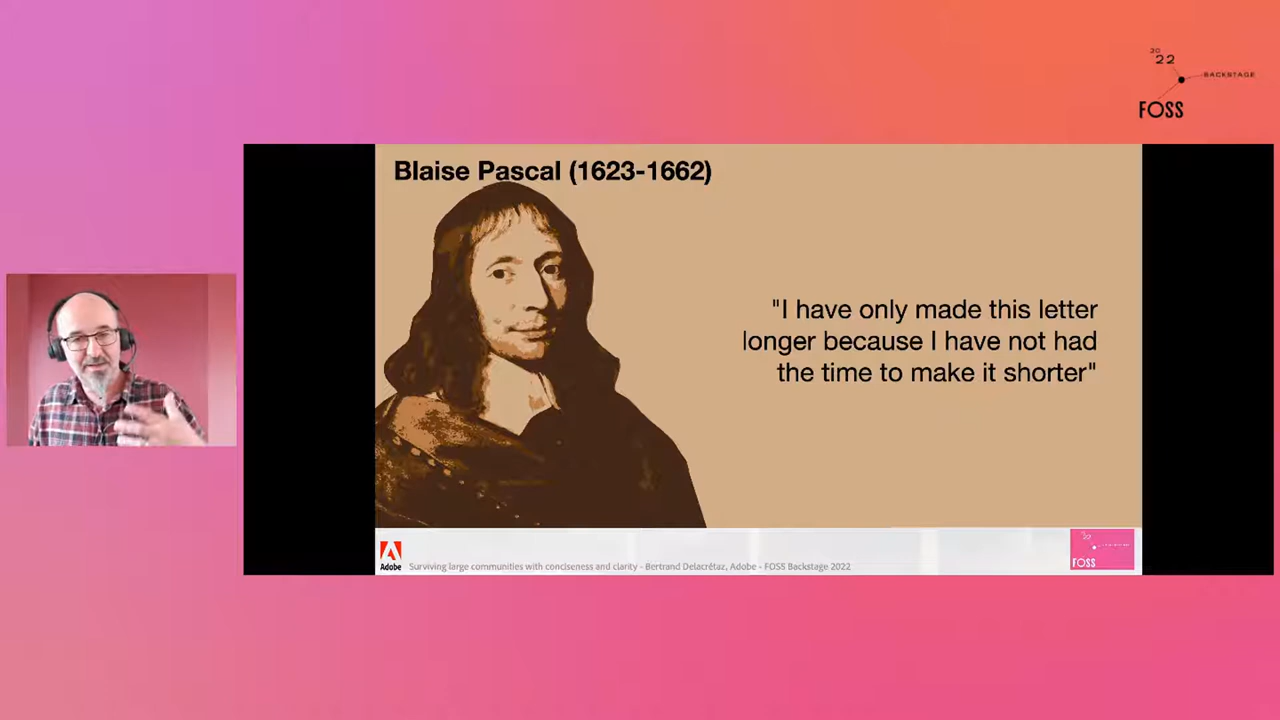 20
22
BACKSTAGE
FOSS
Blaise Pascal (1623-1662)
"I have only made this letter
longer because I have not had
the time to make it shorter"
Adobe
Surviving large communities with conciseness and clarity - Bertrand Delacrétaz, Adobe - FOSS Backstage 2022
22
FOSS